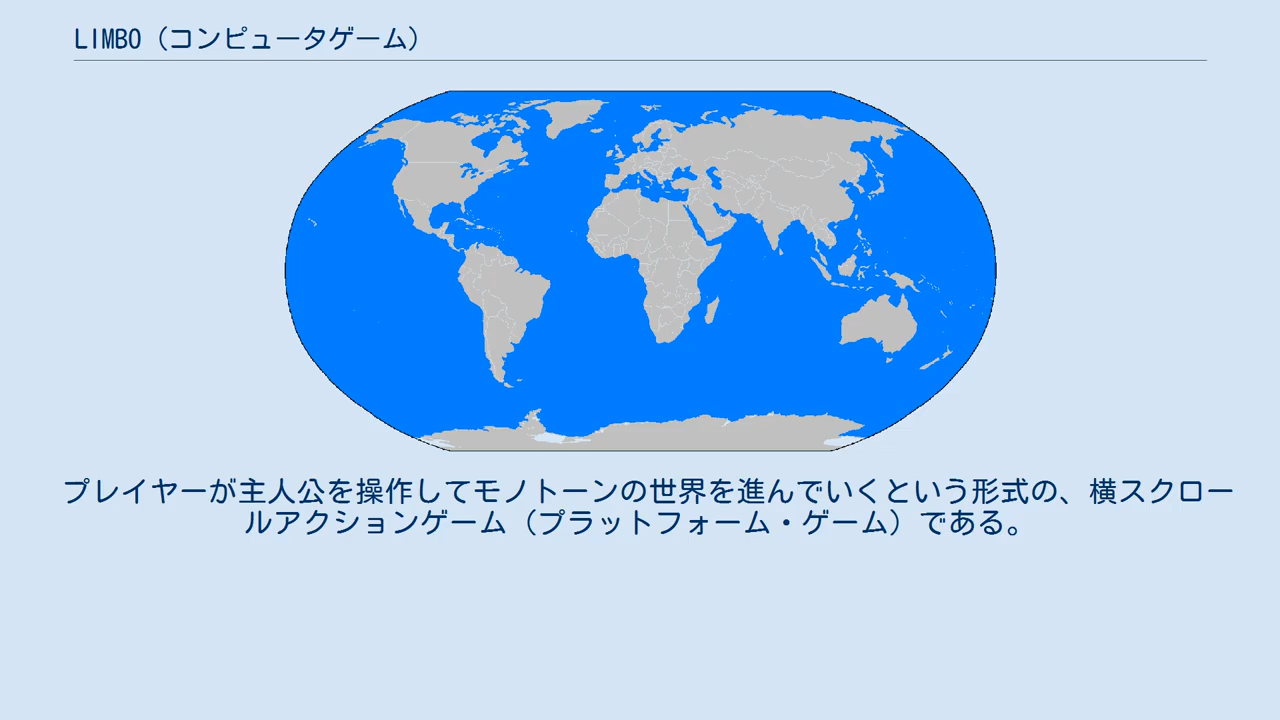 LIMBO（コンピュータゲーム）
プレイヤーが主人公を操作してモノトーンの世界を進んでいくという形式の、横スクロー
ルアクションゲーム（プラットフォーム・ゲーム）である。